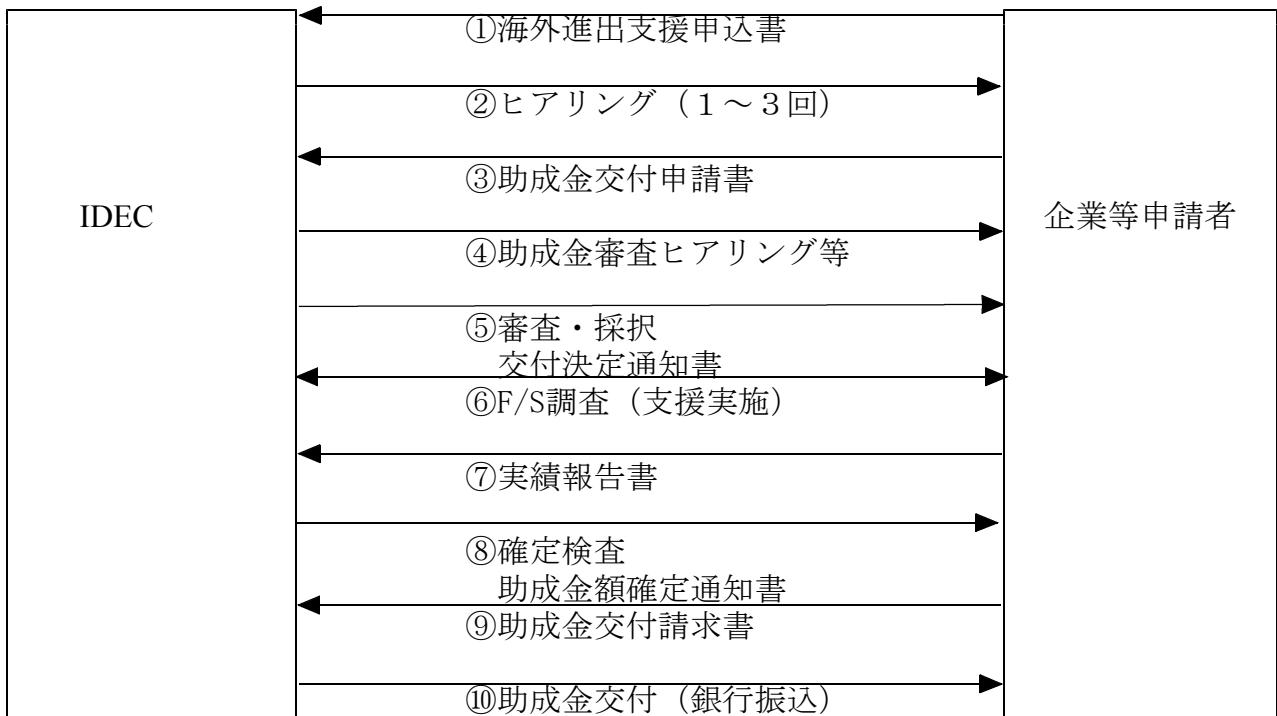 ①海外進出支援申込書
②ヒアリング（１～３回）
③助成金交付申請書
IDEC
企業等申請者
④助成金審査ヒアリング等
⑤審査・採択
交付決定通知書
⑥F/S調査（支援実施）
⑦実績報告書
⑧確定検査
助成金額確定通知書
⑨助成金交付請求書
⑩助成金交付（銀行振込）